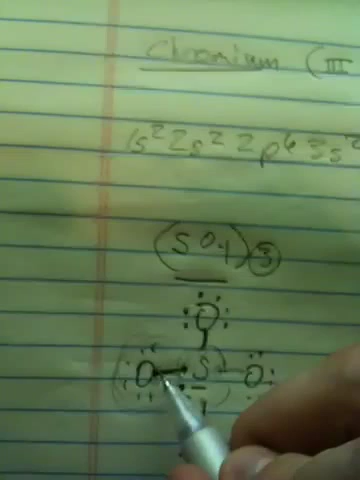 Chromium (III
1s² 2s² 2p⁶ 3s²
(SO₄)③
O
O S O